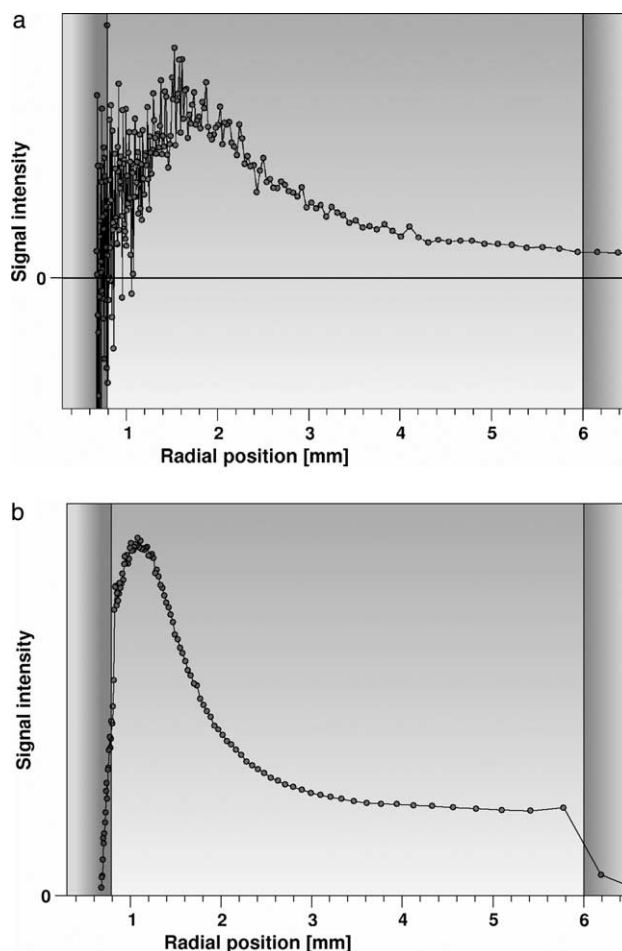 a
Signal intensity
0
1 2 3 4 5 6
Radial position [mm]
b
Signal intensity
0
1 2 3 4 5 6
Radial position [mm]